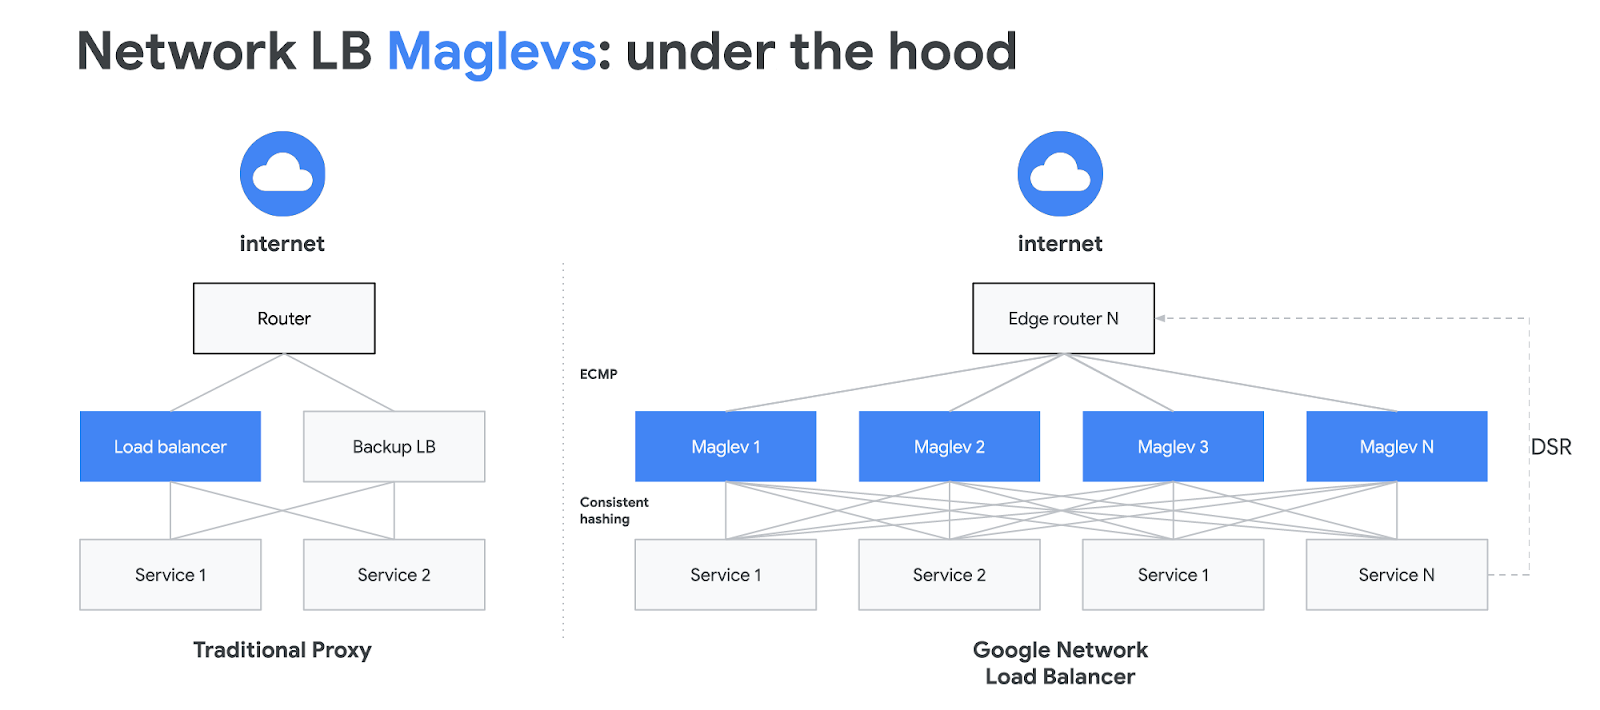 Network LB Maglevs: under the hood
internet
Router
Load balancer
Backup LB
Service 1
Service 2
Traditional Proxy
internet
Edge router N
ECMP
Maglev 1
Maglev 2
Maglev 3
Maglev N
DSR
Consistent
hashing
Service 1
Service 2
Service 1
Service N
Google Network
Load Balancer